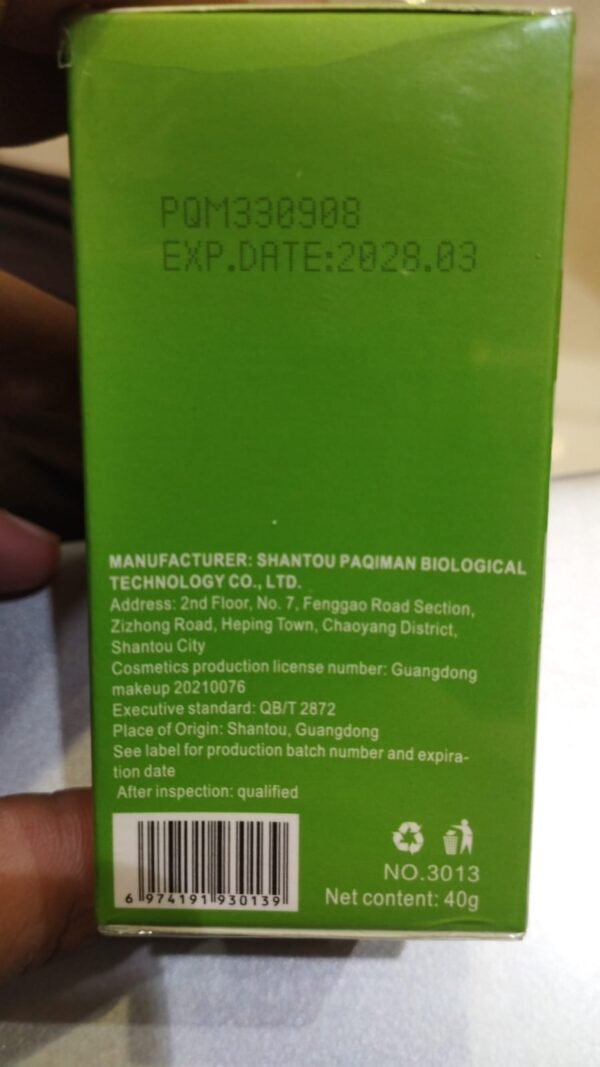 PQM330908
EXP.DATE:2028.03
MANUFACTURER: SHANTOU PAQIMAN BIOLOGICAL
TECHNOLOGY CO., LTD.
Address: 2nd Floor, No. 7, Fenggao Road Section,
Zizhong Road, Heping Town, Chaoyang District,
Shantou City
Cosmetics production license number: Guangdong
makeup 20210076
Executive standard: QB/T 2872
Place of Origin: Shantou, Guangdong
See label for production batch number and expira-
tion date
After inspection: qualified
NO.3013
Net content: 40g
6 974191 930139